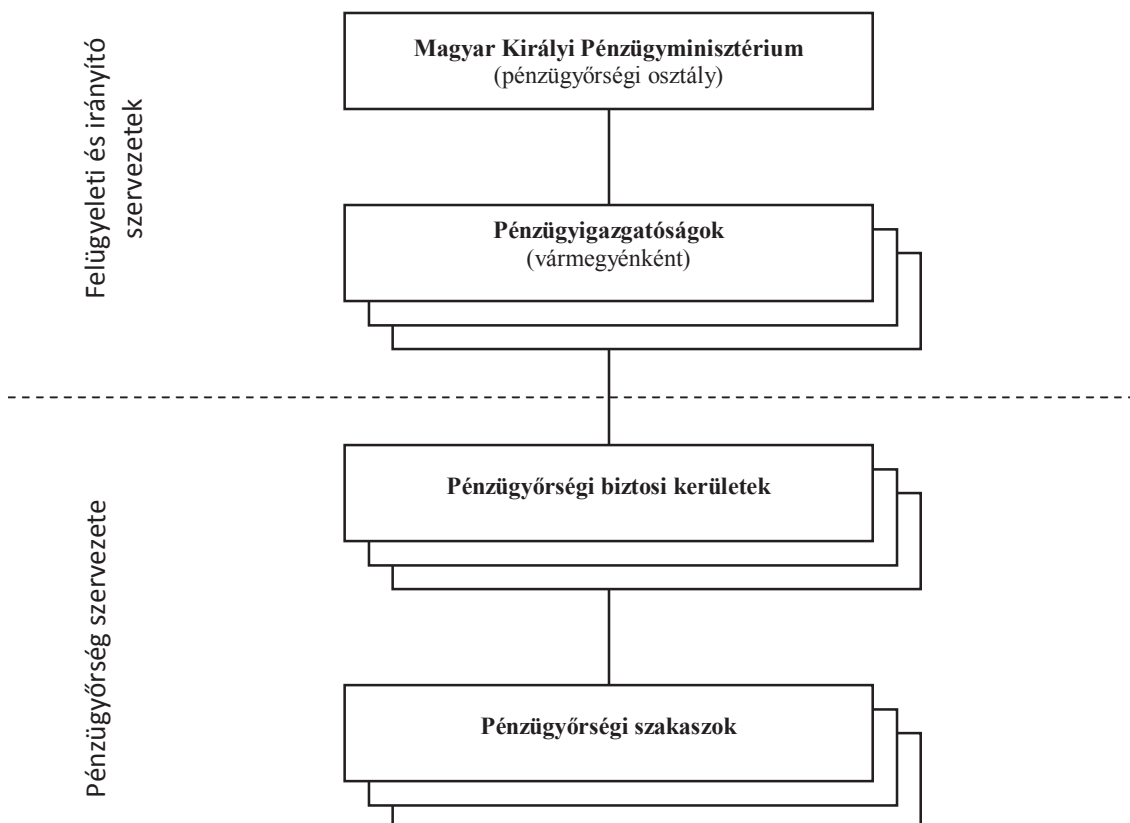 Felügyeleti és irányító
szervezetek
Magyar Királyi Pénzügyminisztérium
(pénzügyőrségi osztály)
Pénzügyigazgatóságok
(vármegyénként)
Pénzügyőrség szervezete
Pénzügyőrségi biztosi kerületek
Pénzügyőrségi szakaszok